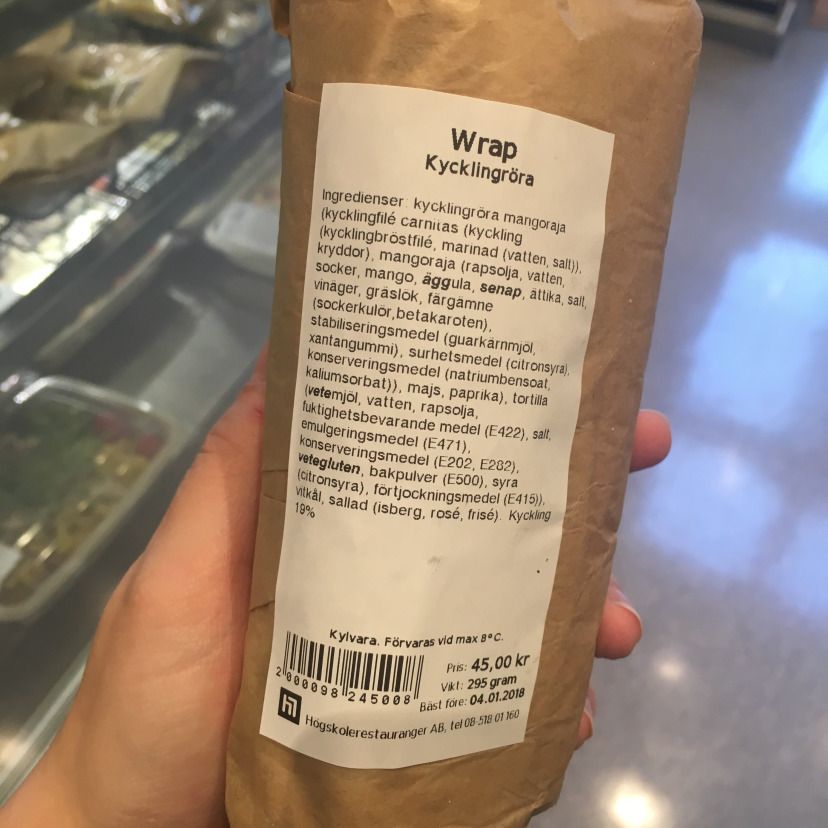 Wrap
Kycklingröra
Ingredienser: kycklingröra mangoraja
(kycklingfilé carnitas (kyckling
(kycklingbröstfilé, marinad (vatten, salt)),
kryddor), mangoraja (rapsolja, vatten,
socker, mango, äggula, senap, ättika, salt,
vinäger, gräslök, färgämne
(sockerkulör,betakaroten),
stabiliseringsmedel (guarkärnmjöl,
xantangummi), surhetsmedel (citronsyra),
konserveringsmedel (natriumbensoat,
kaliumsorbat)), majs, paprika), tortilla
(vetemjöl, vatten, rapsolja,
fuktighetsbevarande medel (E422), salt,
emulgeringsmedel (E471),
konserveringsmedel (E202, E282),
vetegluten, bakpulver (E500), syra
(citronsyra), förtjockningsmedel (E415)),
vitkål, sallad (isberg, rosé, frisé). Kyckling
19%
Kylvara. Förvaras vid max 8°C.
Pris: 45,00 kr
Vikt: 295 gram
Bäst före: 04.01.2018
2 000098 245008
Högskolerestauranger AB, tel 08-518 01 160